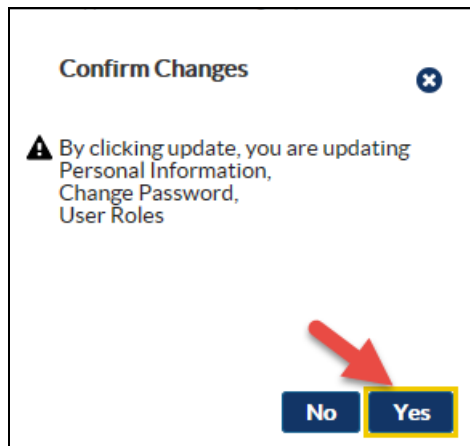 Confirm Changes
By clicking update, you are updating
Personal Information,
Change Password,
User Roles
No
Yes